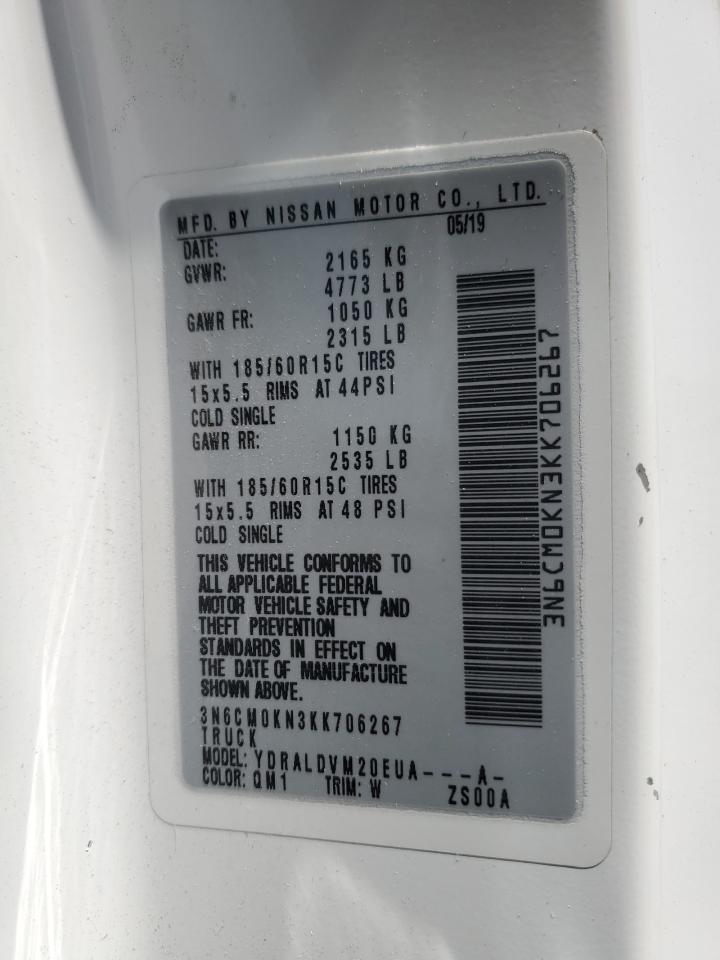 MFD. BY NISSAN MOTOR CO., LTD.
DATE: 05/19
GVWR: 2165 KG
4773 LB
GAWR FR: 1050 KG
2315 LB
WITH 185/60R15C TIRES
15x5.5 RIMS AT 44PSI
COLD SINGLE
GAWR RR: 1150 KG
2535 LB
WITH 185/60R15C TIRES
15x5.5 RIMS AT 48 PSI
COLD SINGLE
THIS VEHICLE CONFORMS TO
ALL APPLICABLE FEDERAL
MOTOR VEHICLE SAFETY AND
THEFT PREVENTION
STANDARDS IN EFFECT ON
THE DATE OF MANUFACTURE
SHOWN ABOVE.
3N6CM0KN3KK706267
TRUCK
MODEL: YDRALDVM20EUA---A-
COLOR: QM1 TRIM: W ZS00A
3N6CM0KN3KK706267